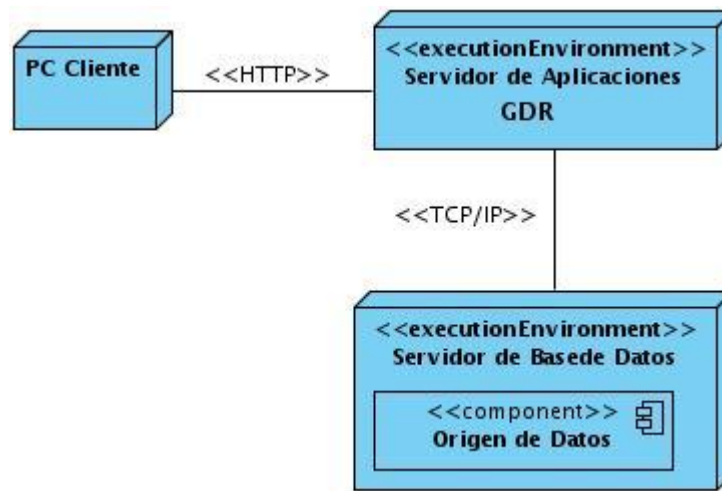 PC Cliente
<<HTTP>>
<<executionEnvironment>>
Servidor de Aplicaciones
GDR
<<TCP/IP>>
<<executionEnvironment>>
Servidor de Basede Datos
<<component>>
Origen de Datos